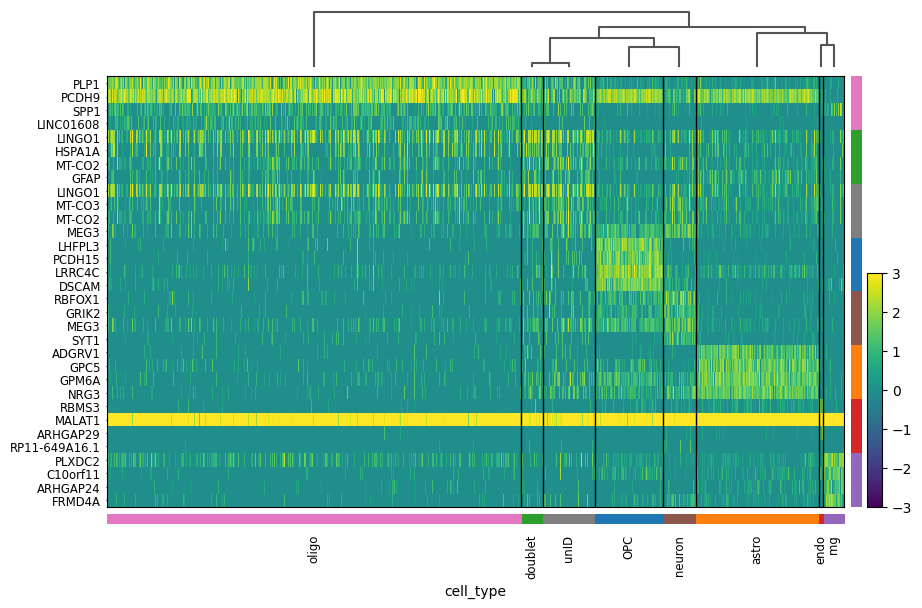 PLP1
PCDH9
SPP1
LINC01608
LINGO1
HSPA1A
MT-CO2
GFAP
LINGO1
MT-CO3
MT-CO2
MEG3
LHFPL3
PCDH15
LRRC4C
DSCAM
RBFOX1
GRIK2
MEG3
SYT1
ADGRV1
GPC5
GPM6A
NRG3
RBMS3
MALAT1
ARHGAP29
RP11-649A16.1
PLXDC2
C10orf11
ARHGAP24
FRMD4A
3
2
1
0
−1
−2
−3
oligo
doublet
unID
OPC
neuron
astro
endo
mg
cell_type